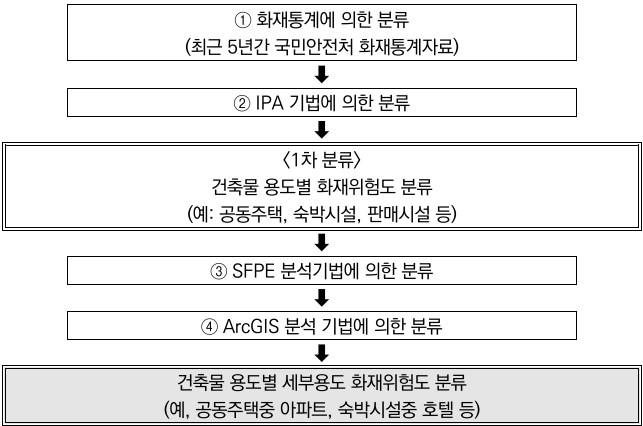 ① 화재통계에 의한 분류
(최근 5년간 국민안전처 화재통계자료)
② IPA 기법에 의한 분류
〈1차 분류〉
건축물 용도별 화재위험도 분류
(예: 공동주택, 숙박시설, 판매시설 등)
③ SFPE 분석기법에 의한 분류
④ ArcGIS 분석 기법에 의한 분류
건축물 용도별 세부용도 화재위험도 분류
(예, 공동주택중 아파트, 숙박시설중 호텔 등)